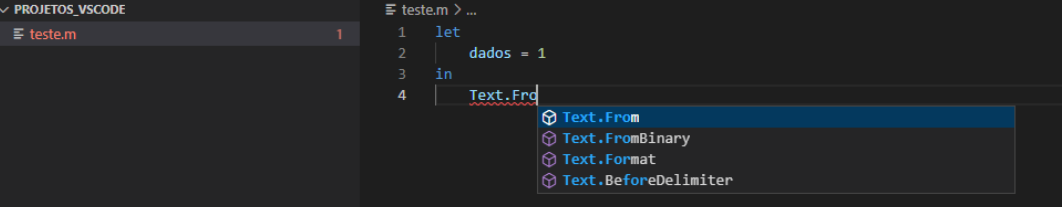 PROJETOS_VSCODE
teste.m 1
teste.m > ...
1 let
2 dados = 1
3 in
4 Text.Fro
Text.From
Text.FromBinary
Text.Format
Text.BeforeDelimiter